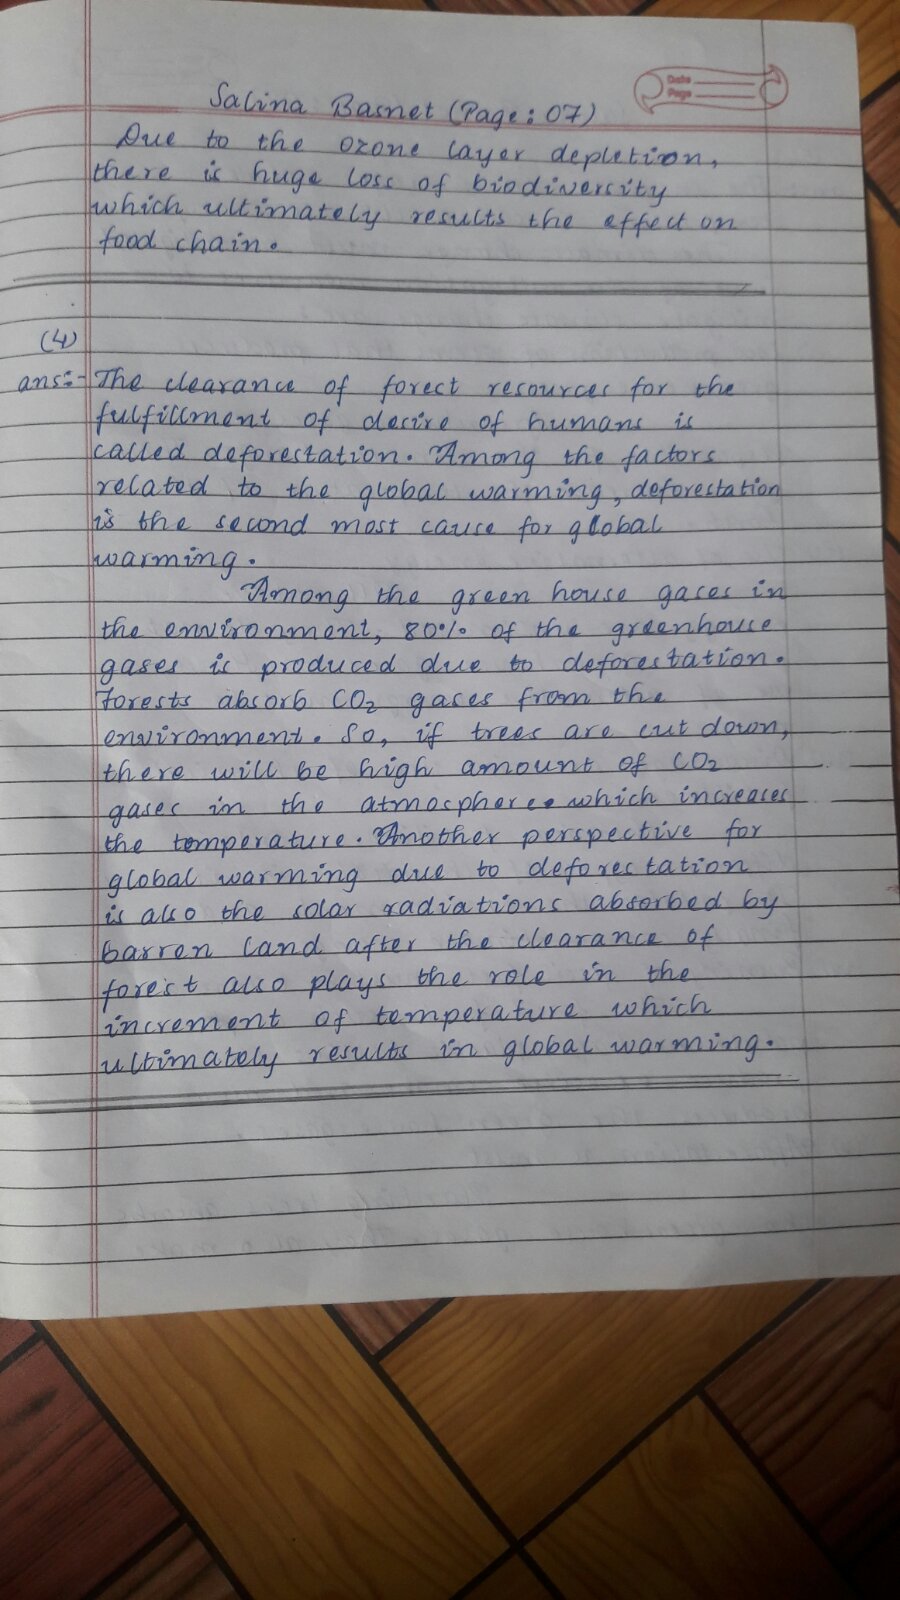 Date
Page
Salina Basnet (Page: 07)
Due to the ozone layer depletion,
there is huge loss of biodiversity
which ultimately results the effect on
food chain.
(4)
ans:- The clearance of forest resources for the
fulfillment of desire of humans is
called deforestation. Among the factors
related to the global warming, deforestation
is the second most cause for global
warming.
Among the green house gases in
the environment, 80% of the greenhouse
gases is produced due to deforestation.
Forests absorb CO2 gases from the
environment. So, if trees are cut down,
there will be high amount of CO2
gases in the atmosphere. which increases
the temperature. Another perspective for
global warming due to deforestation
is also the solar radiations absorbed by
barren land after the clearance of
forest also plays the role in the
increment of temperature which
ultimately results in global warming.